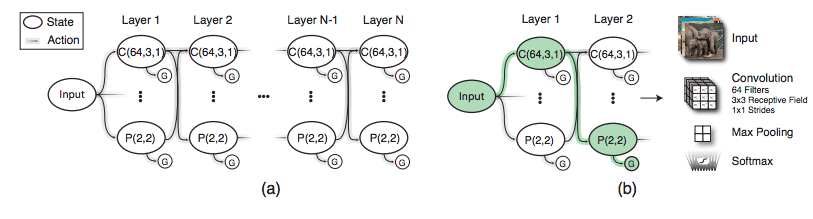 State
Action
Layer 1
Layer 2
Layer N-1
Layer N
C(64,3,1)
C(64,3,1)
C(64,3,1)
C(64,3,1)
G
G
G
G
Input
P(2,2)
P(2,2)
P(2,2)
P(2,2)
G
G
G
G
(a)
Layer 1
Layer 2
C(64,3,1)
C(64,3,1)
G
G
Input
P(2,2)
P(2,2)
G
G
(b)
Input
Convolution
64 Filters
3x3 Receptive Field
1x1 Strides
Max Pooling
Softmax